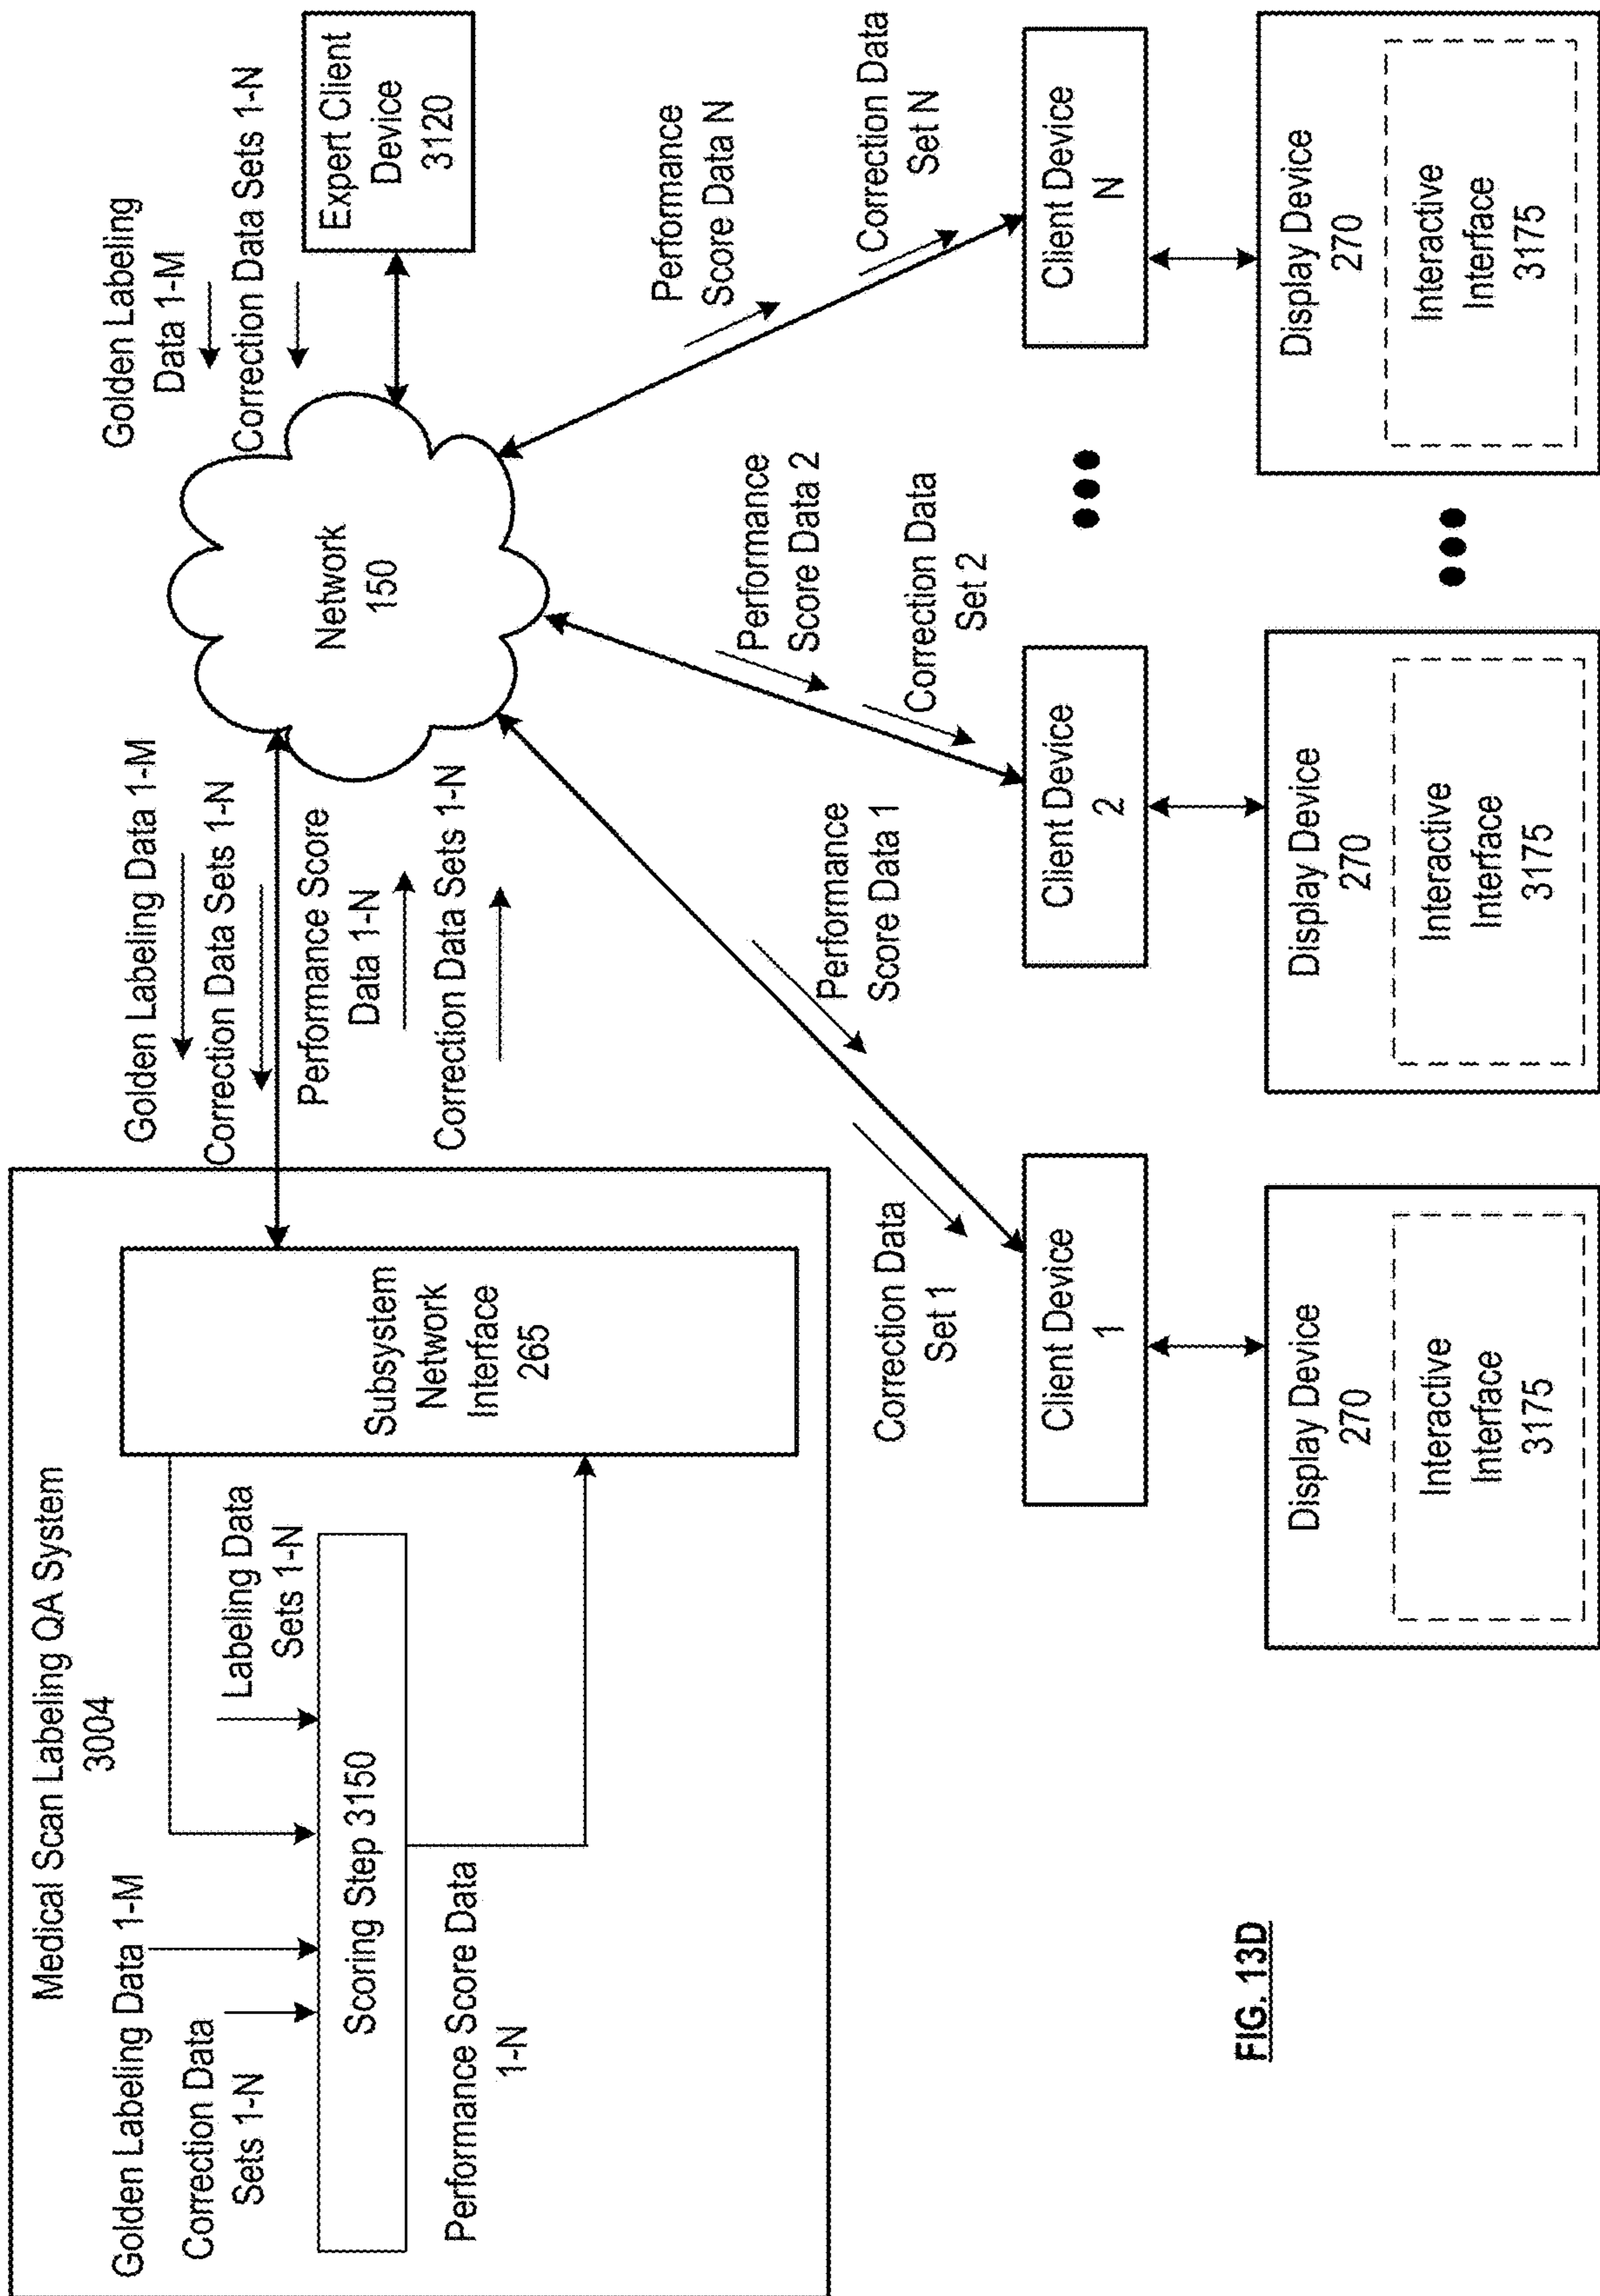 Medical Scan Labeling QA System
3004
Golden Labeling Data 1-M
Correction Data
Sets 1-N
Labeling Data
Sets 1-N
Scoring Step 3150
Performance Score Data
1-N
Subsystem
Network
Interface
265
Golden Labeling Data 1-M
Correction Data Sets 1-N
Performance Score
Data 1-N
Correction Data Sets 1-N
Network
150
Golden Labeling
Data 1-M
Correction Data Sets 1-N
Expert Client
Device
3120
Performance
Score Data 1
Correction Data
Set 1
Performance
Score Data 2
Correction Data
Set 2
Performance
Score Data N
Correction Data
Set N
Client Device
1
Client Device
2
Client Device
N
Display Device
270
Interactive
Interface
3175
Display Device
270
Interactive
Interface
3175
Display Device
270
Interactive
Interface
3175
FIG. 13D